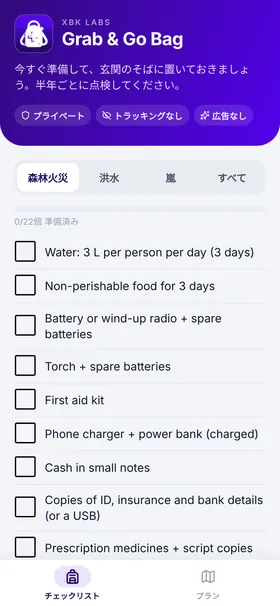 XBK LABS
Grab & Go Bag
今すぐ準備して、玄関のそばに置いておきましょ
う。半年ごとに点検してください。
プライベート
トラッキングなし
広告なし
森林火災
洪水
嵐
すべて
0/22個 準備済み
Water: 3 L per person per day (3 days)
Non-perishable food for 3 days
Battery or wind-up radio + spare
batteries
Torch + spare batteries
First aid kit
Phone charger + power bank (charged)
Cash in small notes
Copies of ID, insurance and bank details
(or a USB)
Prescription medicines + script copies
チェックリスト
プラン